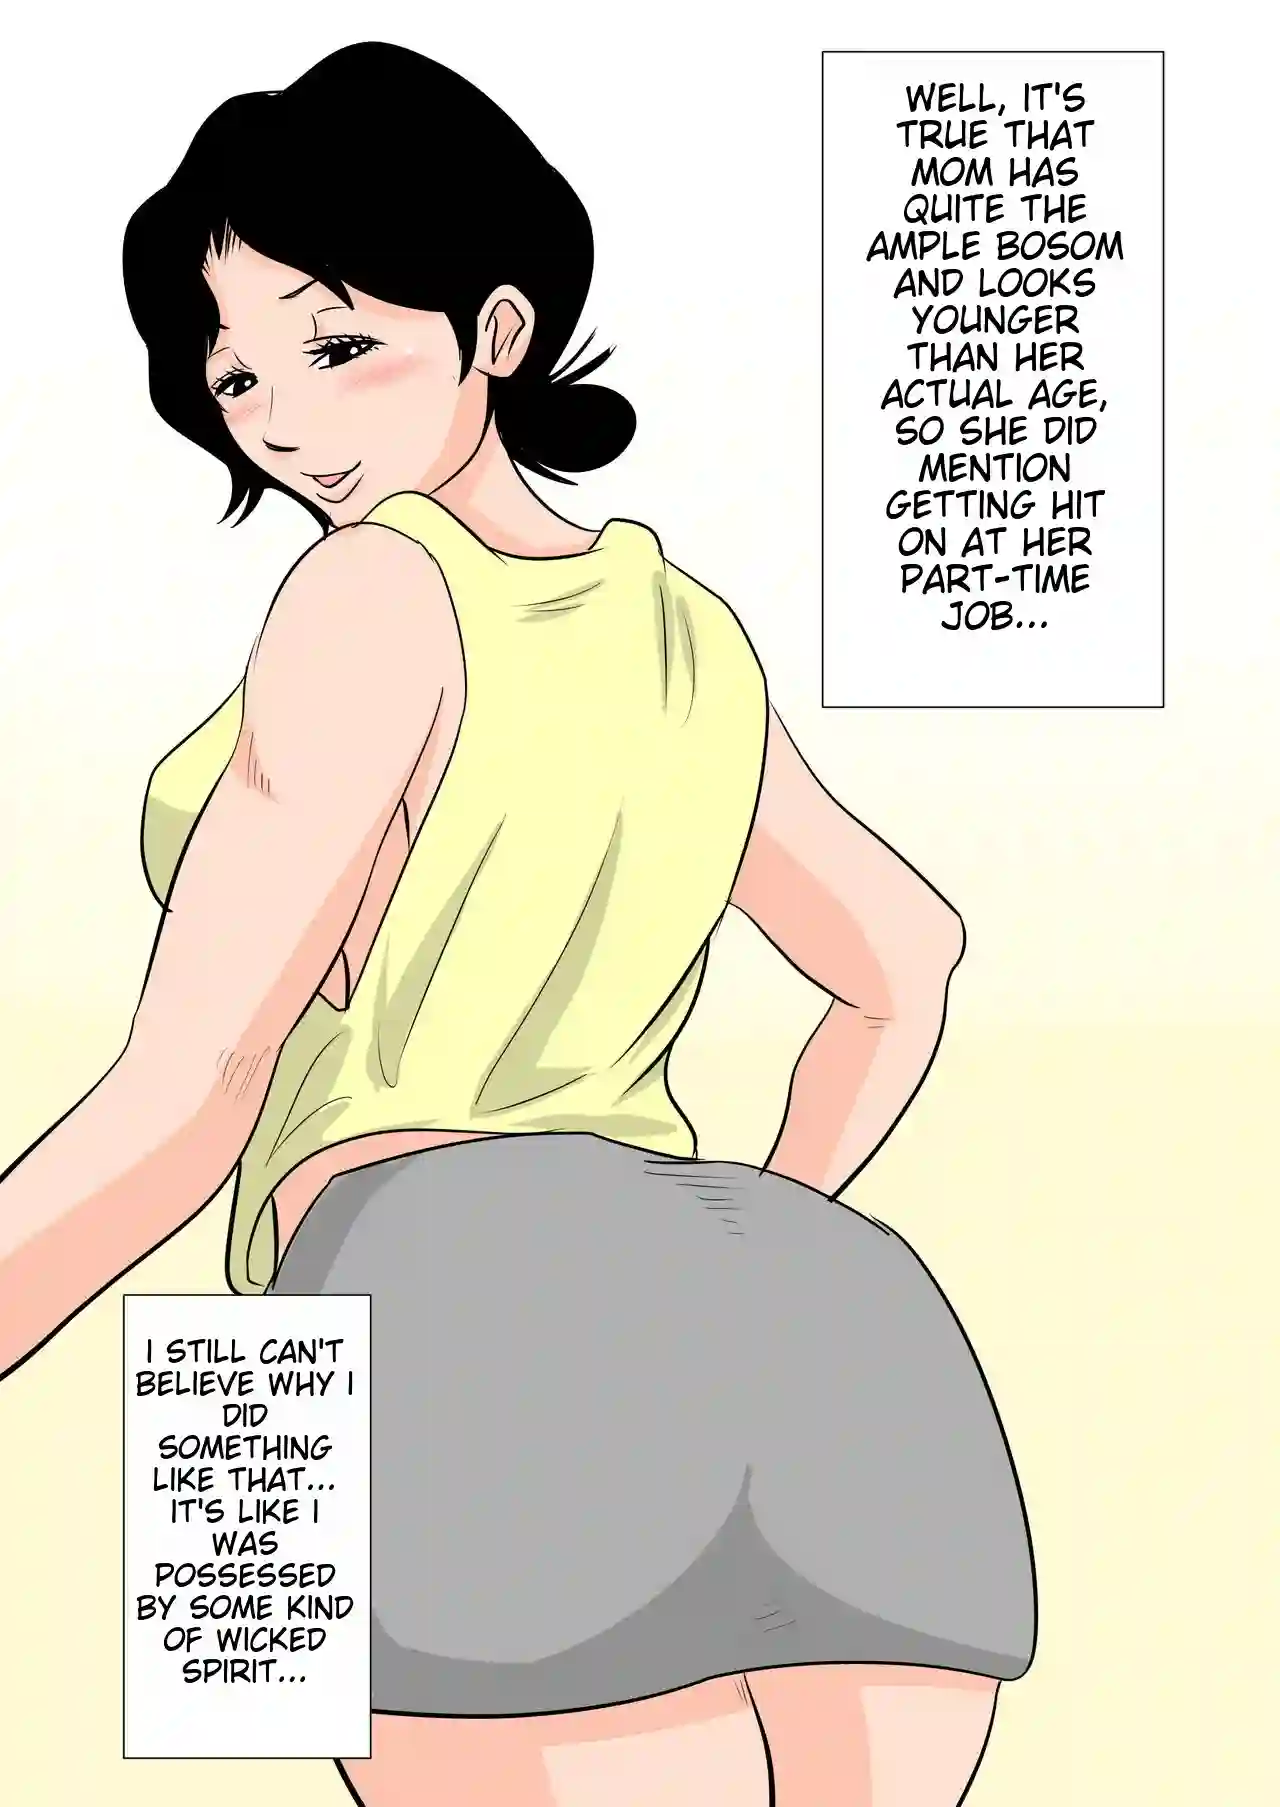 WELL, IT'S
TRUE THAT
MOM HAS
QUITE THE
AMPLE BOSOM
AND LOOKS
YOUNGER
THAN HER
ACTUAL AGE,
SO SHE DID
MENTION
GETTING HIT
ON AT HER
PART-TIME
JOB...
I STILL CAN'T
BELIEVE WHY I
DID
SOMETHING
LIKE THAT...
IT'S LIKE I
WAS
POSSESSED
BY SOME KIND
OF WICKED
SPIRIT...